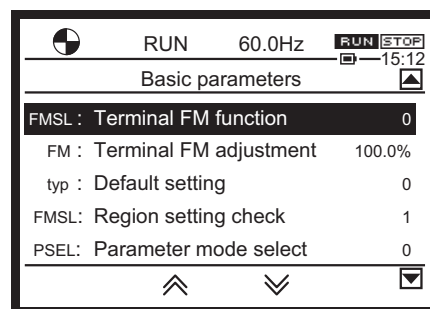 RUN 60.0Hz RUN STOP
15:12
Basic parameters
FMSL : Terminal FM function 0
FM : Terminal FM adjustment 100.0%
typ : Default setting 0
FMSL: Region setting check 1
PSEL: Parameter mode select 0